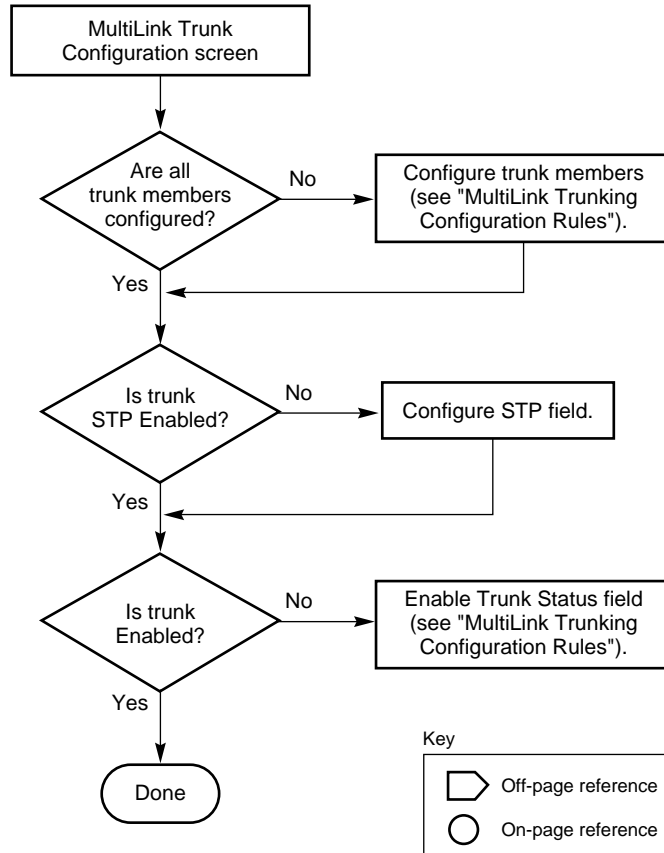 MultiLink Trunk
Configuration screen
Are all
trunk members
configured?
No
Configure trunk members
(see "MultiLink Trunking
Configuration Rules").
Yes
Is trunk
STP Enabled?
No
Configure STP field.
Yes
Is trunk
Enabled?
No
Enable Trunk Status field
(see "MultiLink Trunking
Configuration Rules").
Yes
Done
Key
Off-page reference
On-page reference